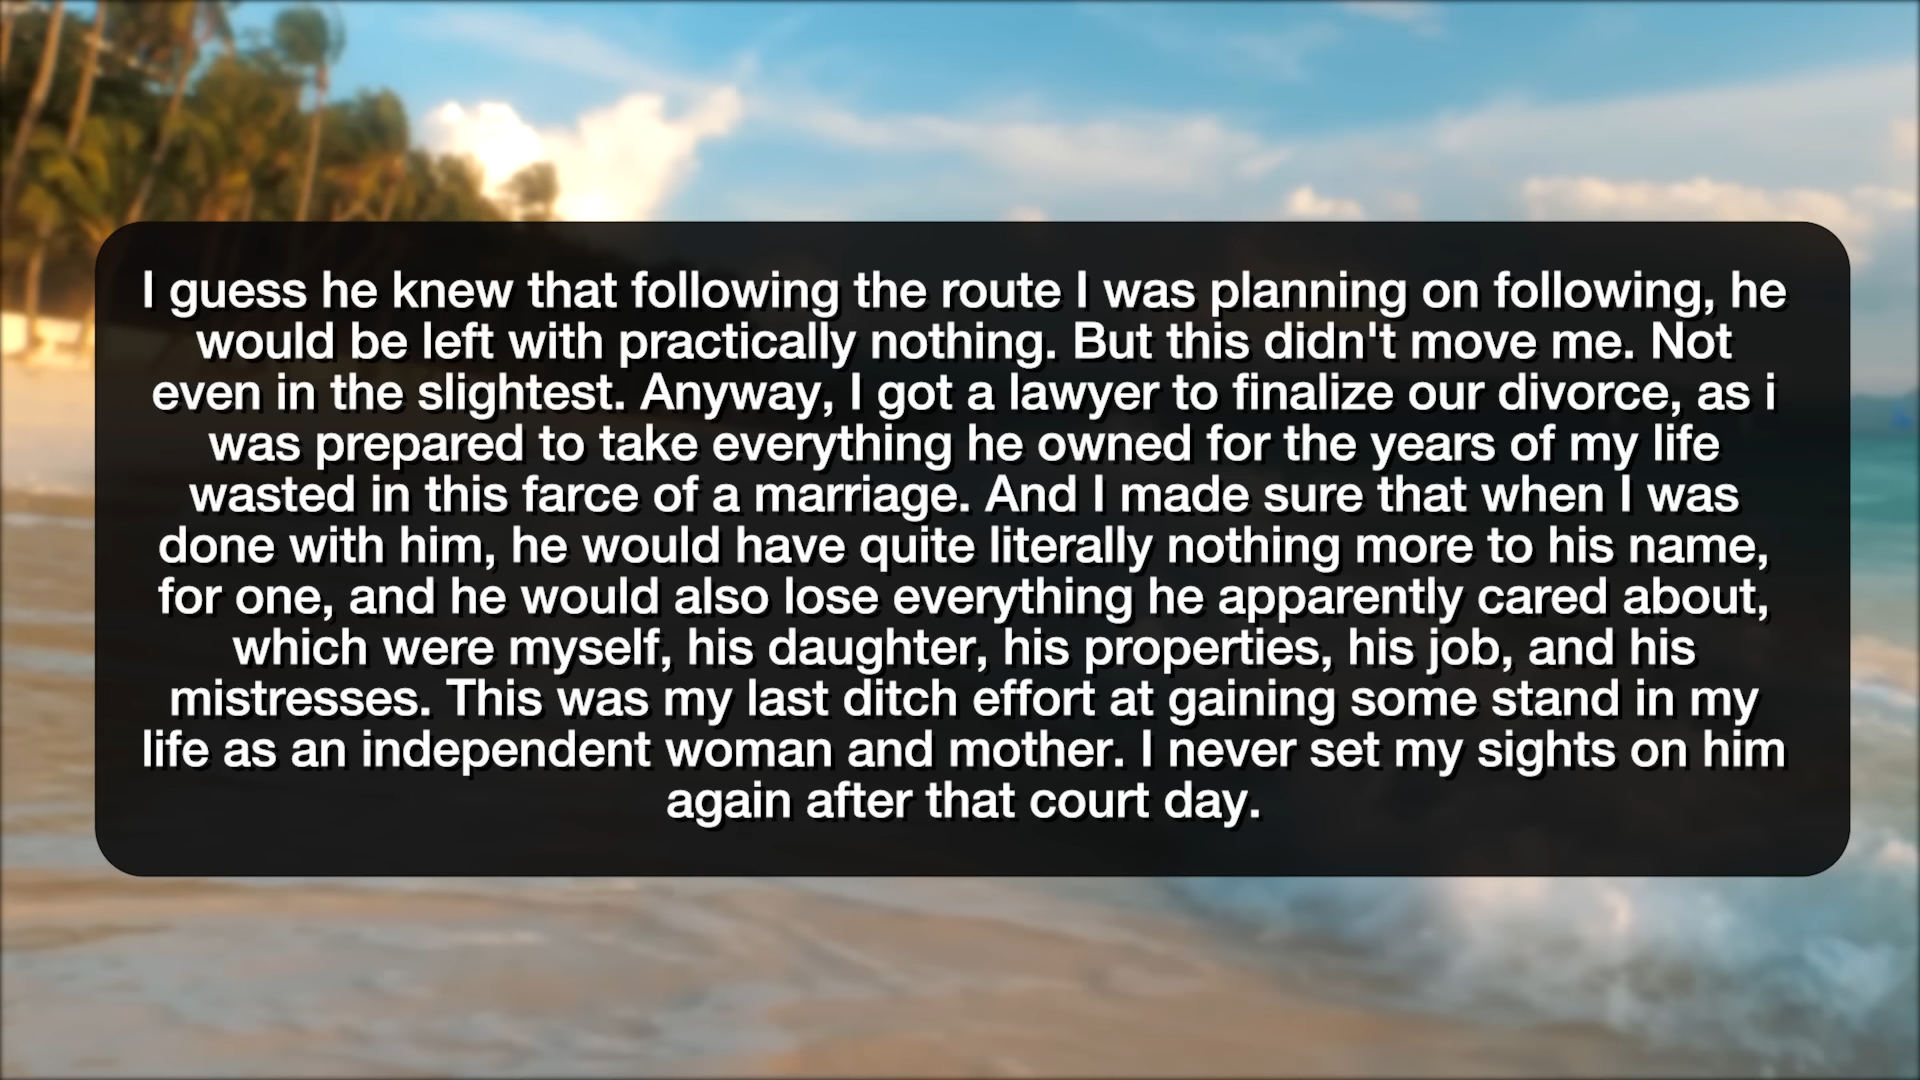 I guess he knew that following the route I was planning on following, he
would be left with practically nothing. But this didn't move me. Not
even in the slightest. Anyway, I got a lawyer to finalize our divorce, as i
was prepared to take everything he owned for the years of my life
wasted in this farce of a marriage. And I made sure that when I was
done with him, he would have quite literally nothing more to his name,
for one, and he would also lose everything he apparently cared about,
which were myself, his daughter, his properties, his job, and his
mistresses. This was my last ditch effort at gaining some stand in my
life as an independent woman and mother. I never set my sights on him
again after that court day.